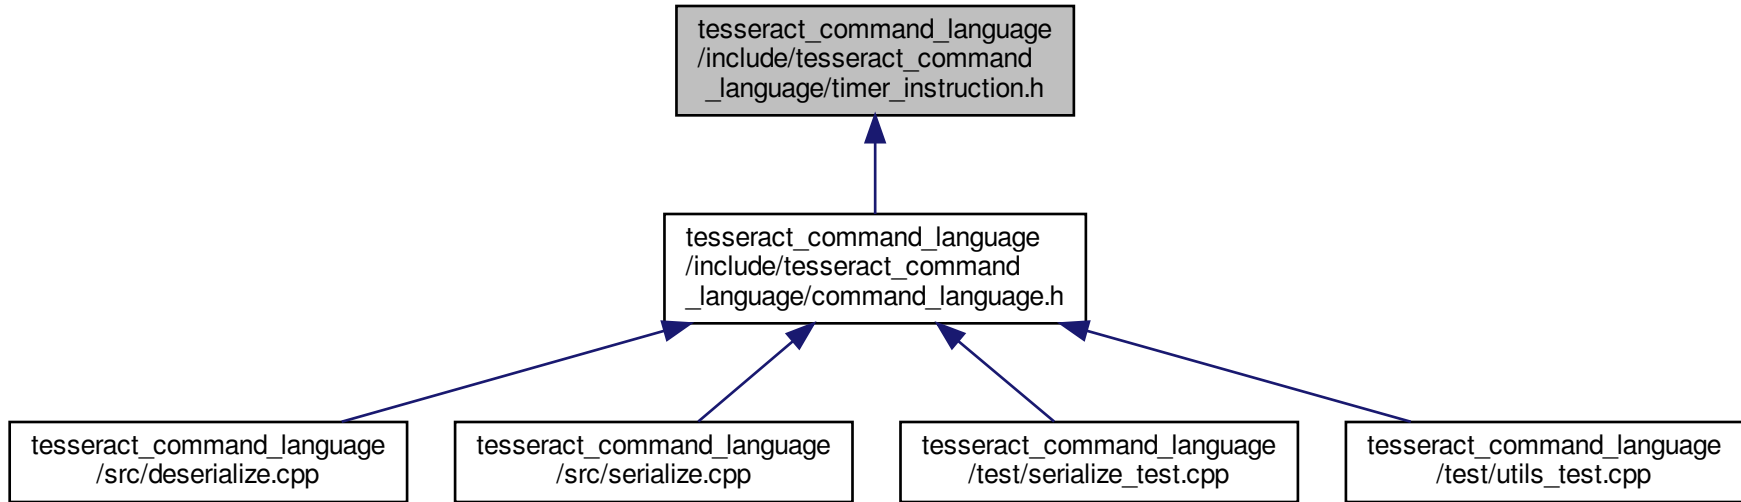 tesseract_command_language
/include/tesseract_command
_language/timer_instruction.h
tesseract_command_language
/include/tesseract_command
_language/command_language.h
tesseract_command_language
/src/deserialize.cpp
tesseract_command_language
/src/serialize.cpp
tesseract_command_language
/test/serialize_test.cpp
tesseract_command_language
/test/utils_test.cpp